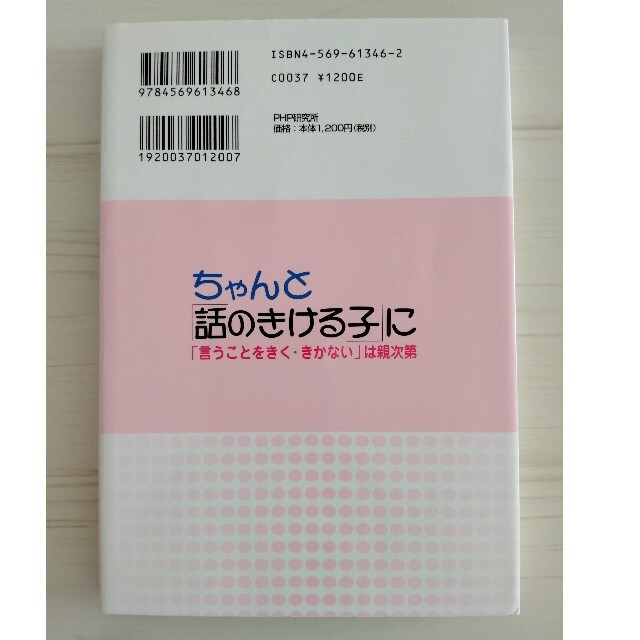 ISBN4-569-61346-2
C0037 ¥1200E
9784569613468
PHP研究所
価格：本体1,200円（税別）
1920037012007
ちゃんと
「話のきける子」に
「言うことをきく・きかない」は親次第